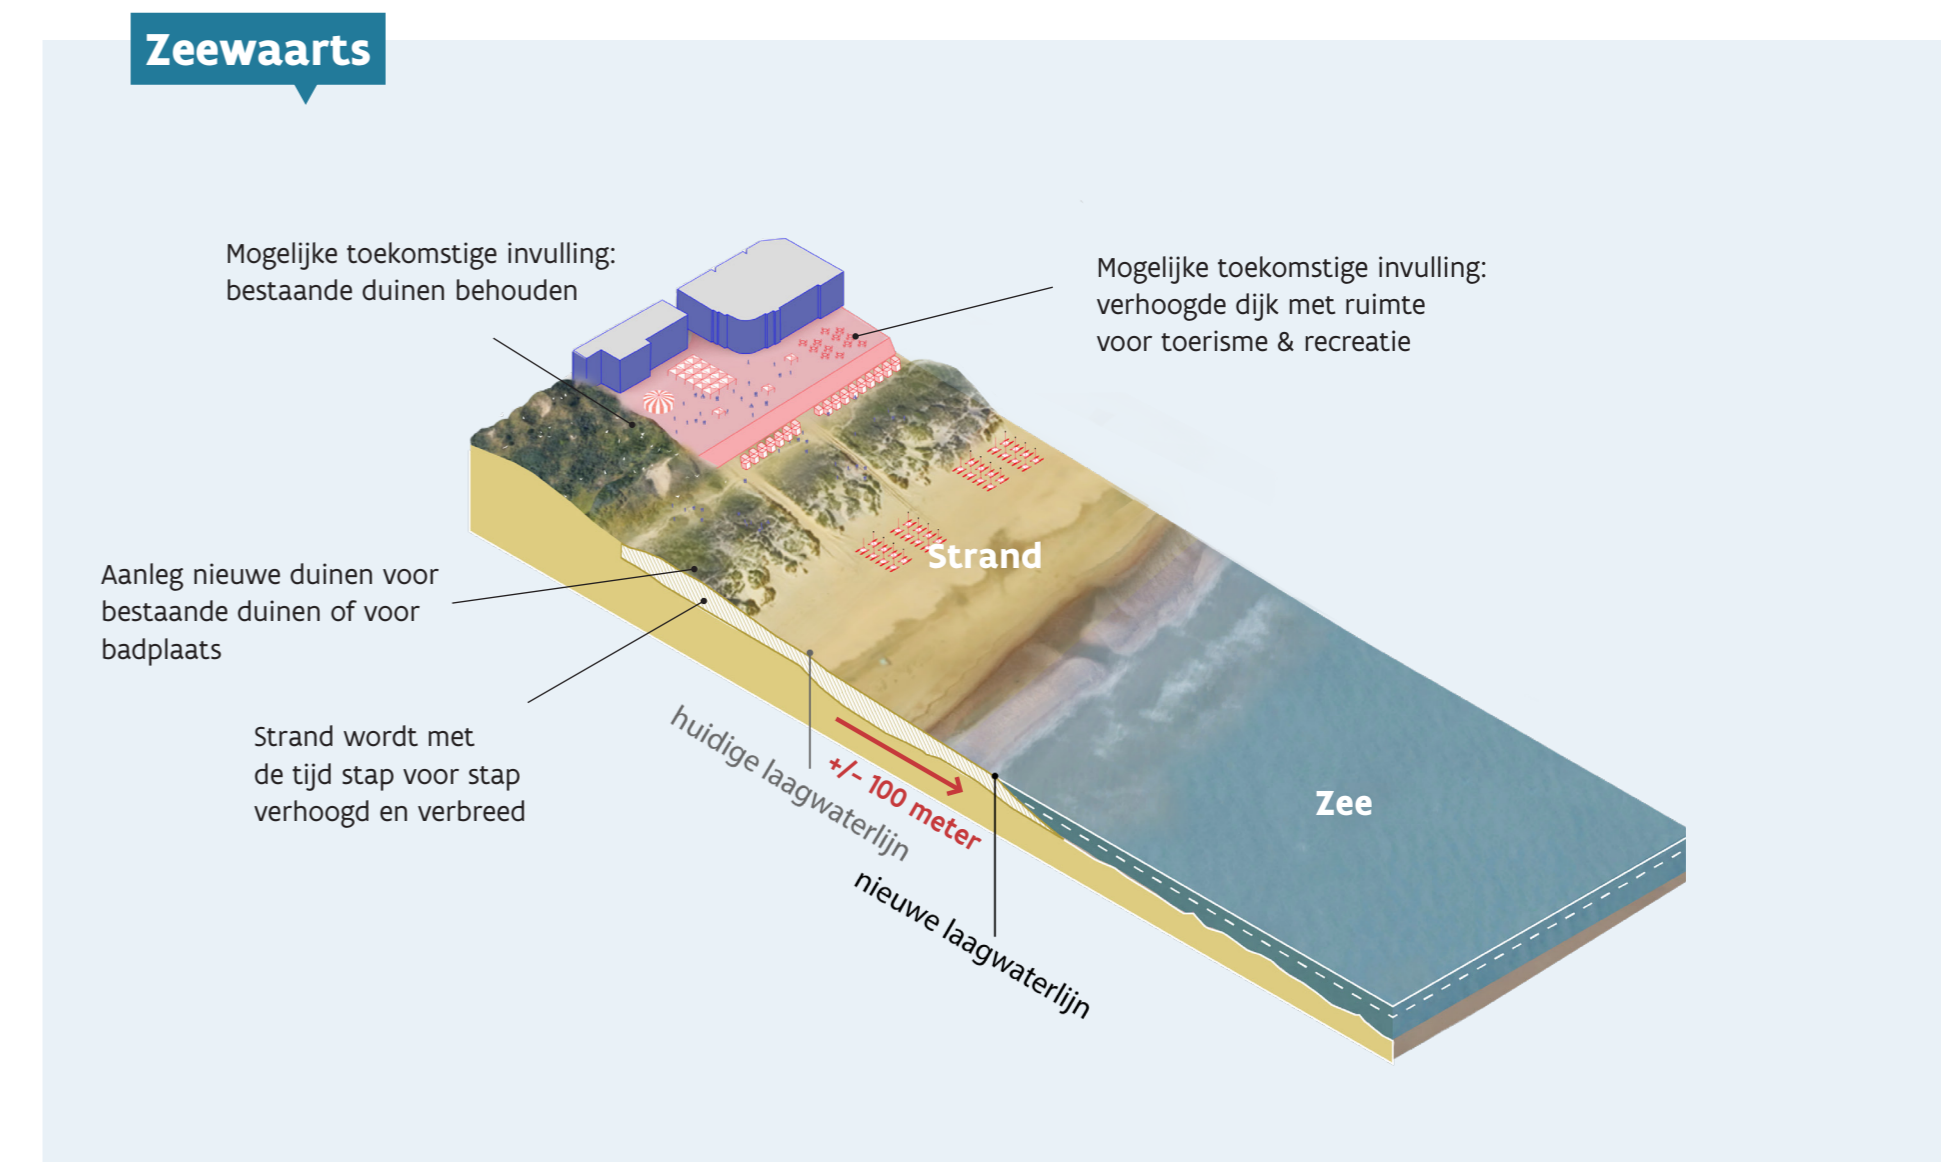 Zeewaarts
Mogelijke toekomstige invulling:
bestaande duinen behouden
Mogelijke toekomstige invulling:
verhoogde dijk met ruimte
voor toerisme & recreatie
Strand
Aanleg nieuwe duinen voor
bestaande duinen of voor
badplaats
Strand wordt met
de tijd stap voor stap
verhoogd en verbreed
huidige laagwaterlijn
+/- 100 meter
nieuwe laagwaterlijn
Zee